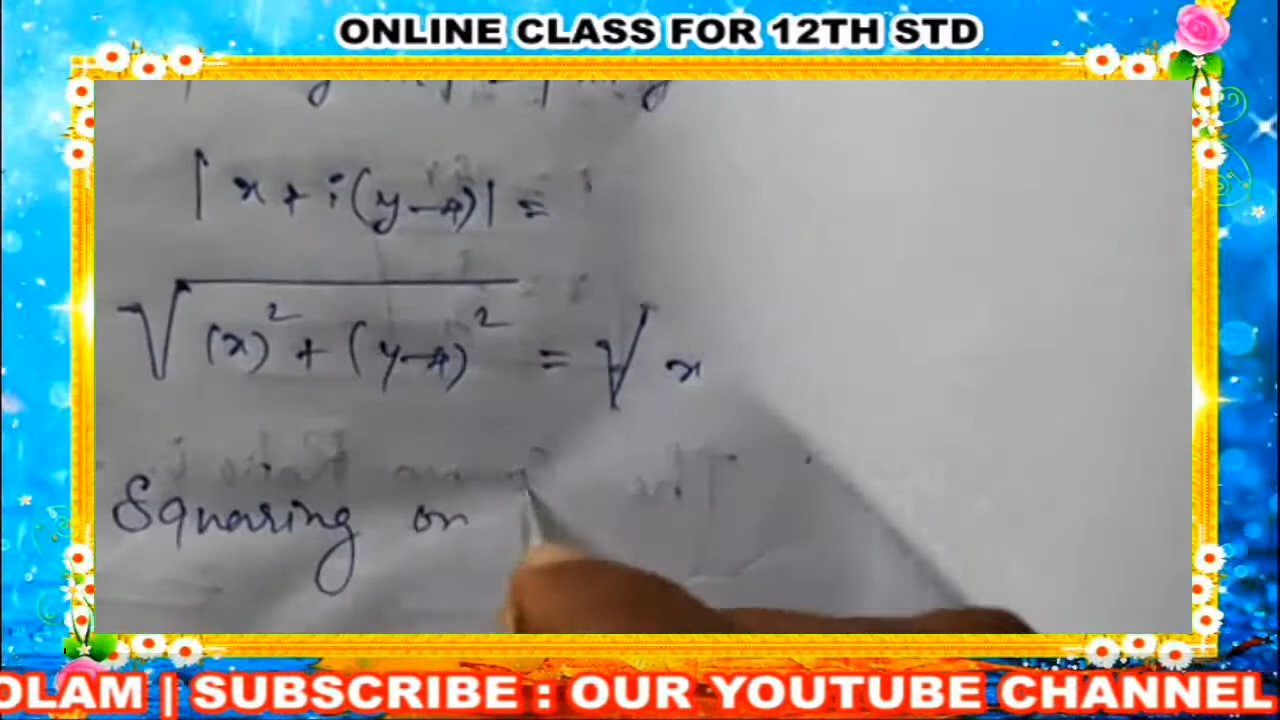 ONLINE CLASS FOR 12TH STD
| x + i(y-4)| =
√(x)² + (y-4)² = √x
Squaring on
OLAM | SUBSCRIBE : OUR YOUTUBE CHANNEL